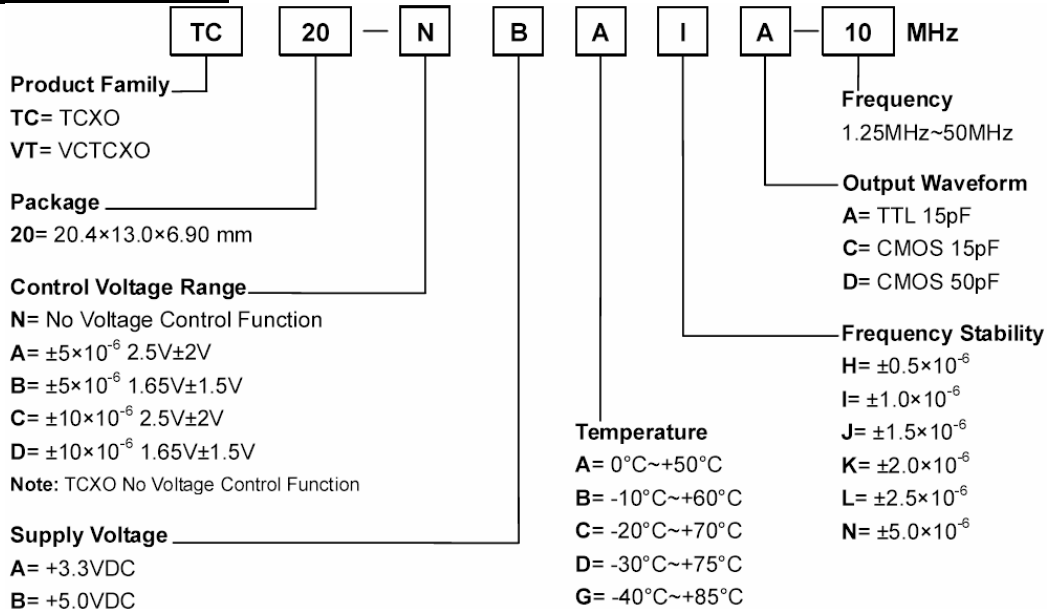 TC 20 — N B A I A — 10 MHz
Product Family
TC= TCXO
VT= VCTCXO
Package
20= 20.4×13.0×6.90 mm
Control Voltage Range
N= No Voltage Control Function
A= ±5×10⁻⁶ 2.5V±2V
B= ±5×10⁻⁶ 1.65V±1.5V
C= ±10×10⁻⁶ 2.5V±2V
D= ±10×10⁻⁶ 1.65V±1.5V
Note: TCXO No Voltage Control Function
Supply Voltage
A= +3.3VDC
B= +5.0VDC
Temperature
A= 0°C~+50°C
B= -10°C~+60°C
C= -20°C~+70°C
D= -30°C~+75°C
G= -40°C~+85°C
Frequency
1.25MHz~50MHz
Output Waveform
A= TTL 15pF
C= CMOS 15pF
D= CMOS 50pF
Frequency Stability
H= ±0.5×10⁻⁶
I= ±1.0×10⁻⁶
J= ±1.5×10⁻⁶
K= ±2.0×10⁻⁶
L= ±2.5×10⁻⁶
N= ±5.0×10⁻⁶